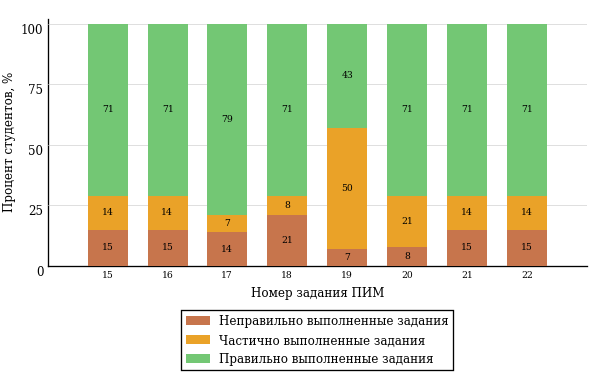 Процент студентов, %
100
75
50
25
0
71 71 79 71 43 71 71 71
14 14 7 8 50 21 14 14
15 15 14 21 7 8 15 15
15 16 17 18 19 20 21 22
Номер задания ПИМ
Неправильно выполненные задания
Частично выполненные задания
Правильно выполненные задания